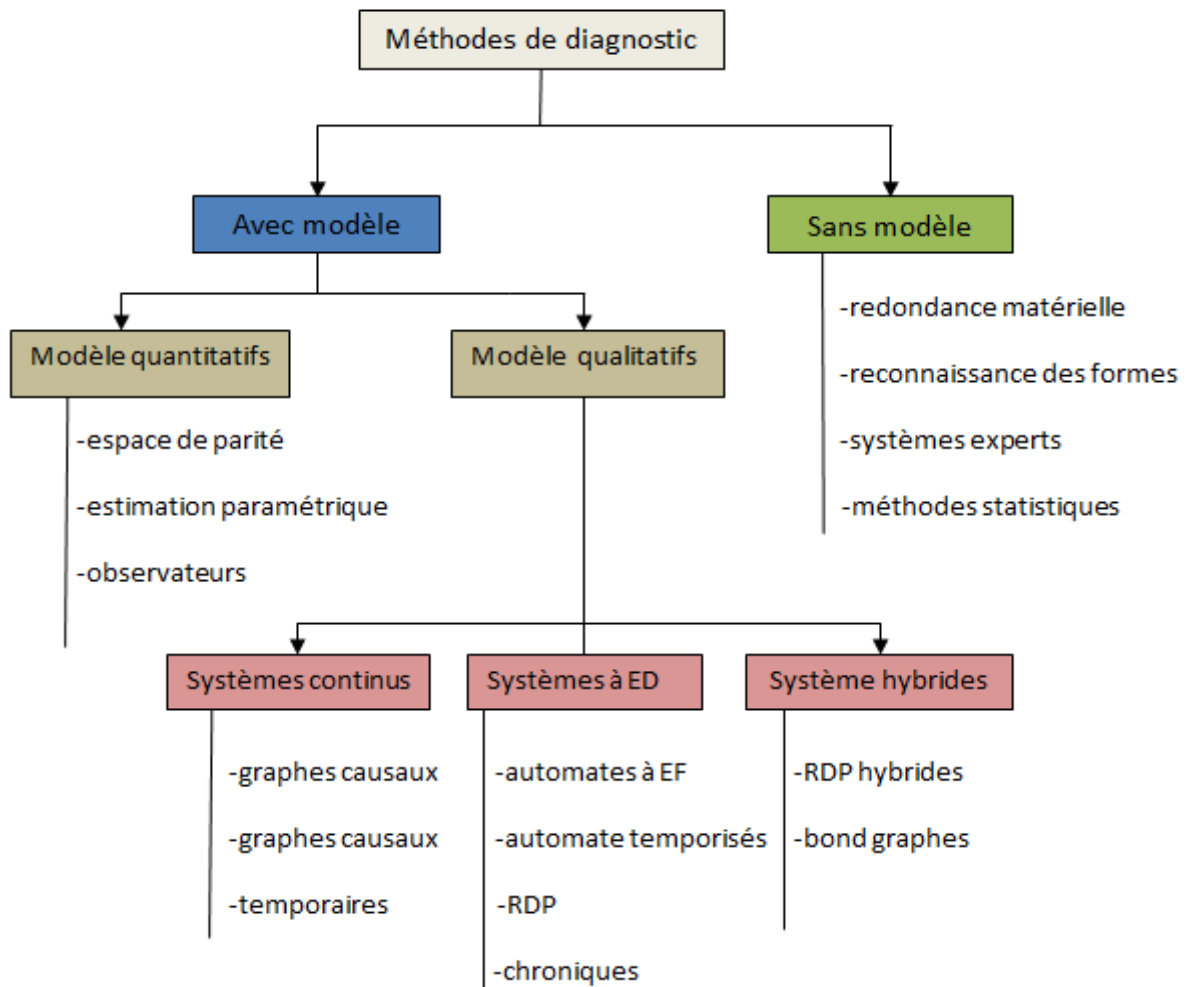 Méthodes de diagnostic
Avec modèle
Sans modèle
-redondance matérielle
-reconnaissance des formes
-systèmes experts
-méthodes statistiques
Modèle quantitatifs
Modèle qualitatifs
-espace de parité
-estimation paramétrique
-observateurs
Systèmes continus
Systèmes à ED
Système hybrides
-graphes causaux
-graphes causaux
-temporaires
-automates à EF
-automate temporisés
-RDP
-chroniques
-RDP hybrides
-bond graphes